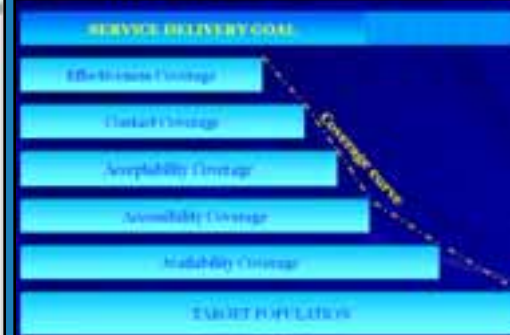 SERVICE DELIVERY GOAL
Effectiveness Coverage
Contact Coverage
Coverage curve
Acceptability Coverage
Accessibility Coverage
Availability Coverage
TARGET POPULATION